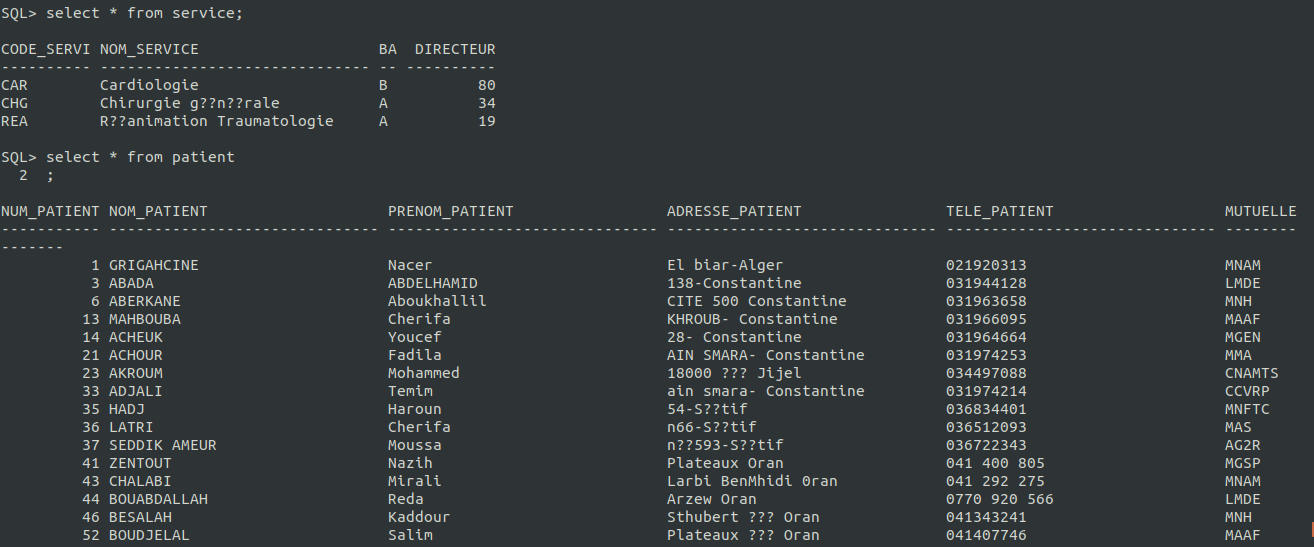 SQL> select * from service;
CODE_SERVI NOM_SERVICE                    BA  DIRECTEUR
---------- ------------------------------ -- ----------
CAR        Cardiologie                    B          80
CHG        Chirurgie g??n??rale           A          34
REA        R??animation Traumatologie     A          19
SQL> select * from patient
  2  ;
NUM_PATIENT NOM_PATIENT                    PRENOM_PATIENT                 ADRESSE_PATIENT                TELE_PATIENT                   MUTUELLE
----------- ------------------------------ ------------------------------ ------------------------------ ------------------------------ --------
-------
          1 GRIGAHCINE                     Nacer                          El bIar-Alger                  021920313                      MNAM
          3 ABADA                          ABDELHAMID                     138-Constantine                031944128                      LMDE
          6 ABERKANE                       Aboukhallil                    CITE 500 Constantine           031963658                      MNH
         13 MAHBOUBA                       Cherifa                        KHROUB- Constantine            031966095                      MAAF
         14 ACHEUK                         Youcef                         28- Constantine                031964664                      MGEN
         21 ACHOUR                         Fadila                         AIN SMARA- Constantine         031974253                      MMA
         23 AKROUM                         Mohammed                       18000 ??? Jijel                034497088                      CNAMTS
         33 ADJALI                         Temim                          ain smara- Constantine         031974214                      CCVRP
         35 HADJ                           Haroun                         54-S??tif                      036834401                      MNFTC
         36 LATRI                          Cherifa                        n66-S??tif                     036512093                      MAS
         37 SEDDIK AMEUR                   Moussa                         n??593-S??tif                  036722343                      AG2R
         41 ZENTOUT                        Nazih                          Plateaux Oran                  041 400 805                    MGSP
         43 CHALABI                        Mirali                         Larbi BenMhidi 0ran            041 292 275                    MNAM
         44 BOUABDALLAH                    Reda                           Arzew Oran                     0770 920 566                   LMDE
         46 BESALAH                        Kaddour                        Sthubert ??? Oran              041343241                      MNH
         52 BOUDJELAL                      Salim                          Plateaux ??? Oran              041407746                      MAAF